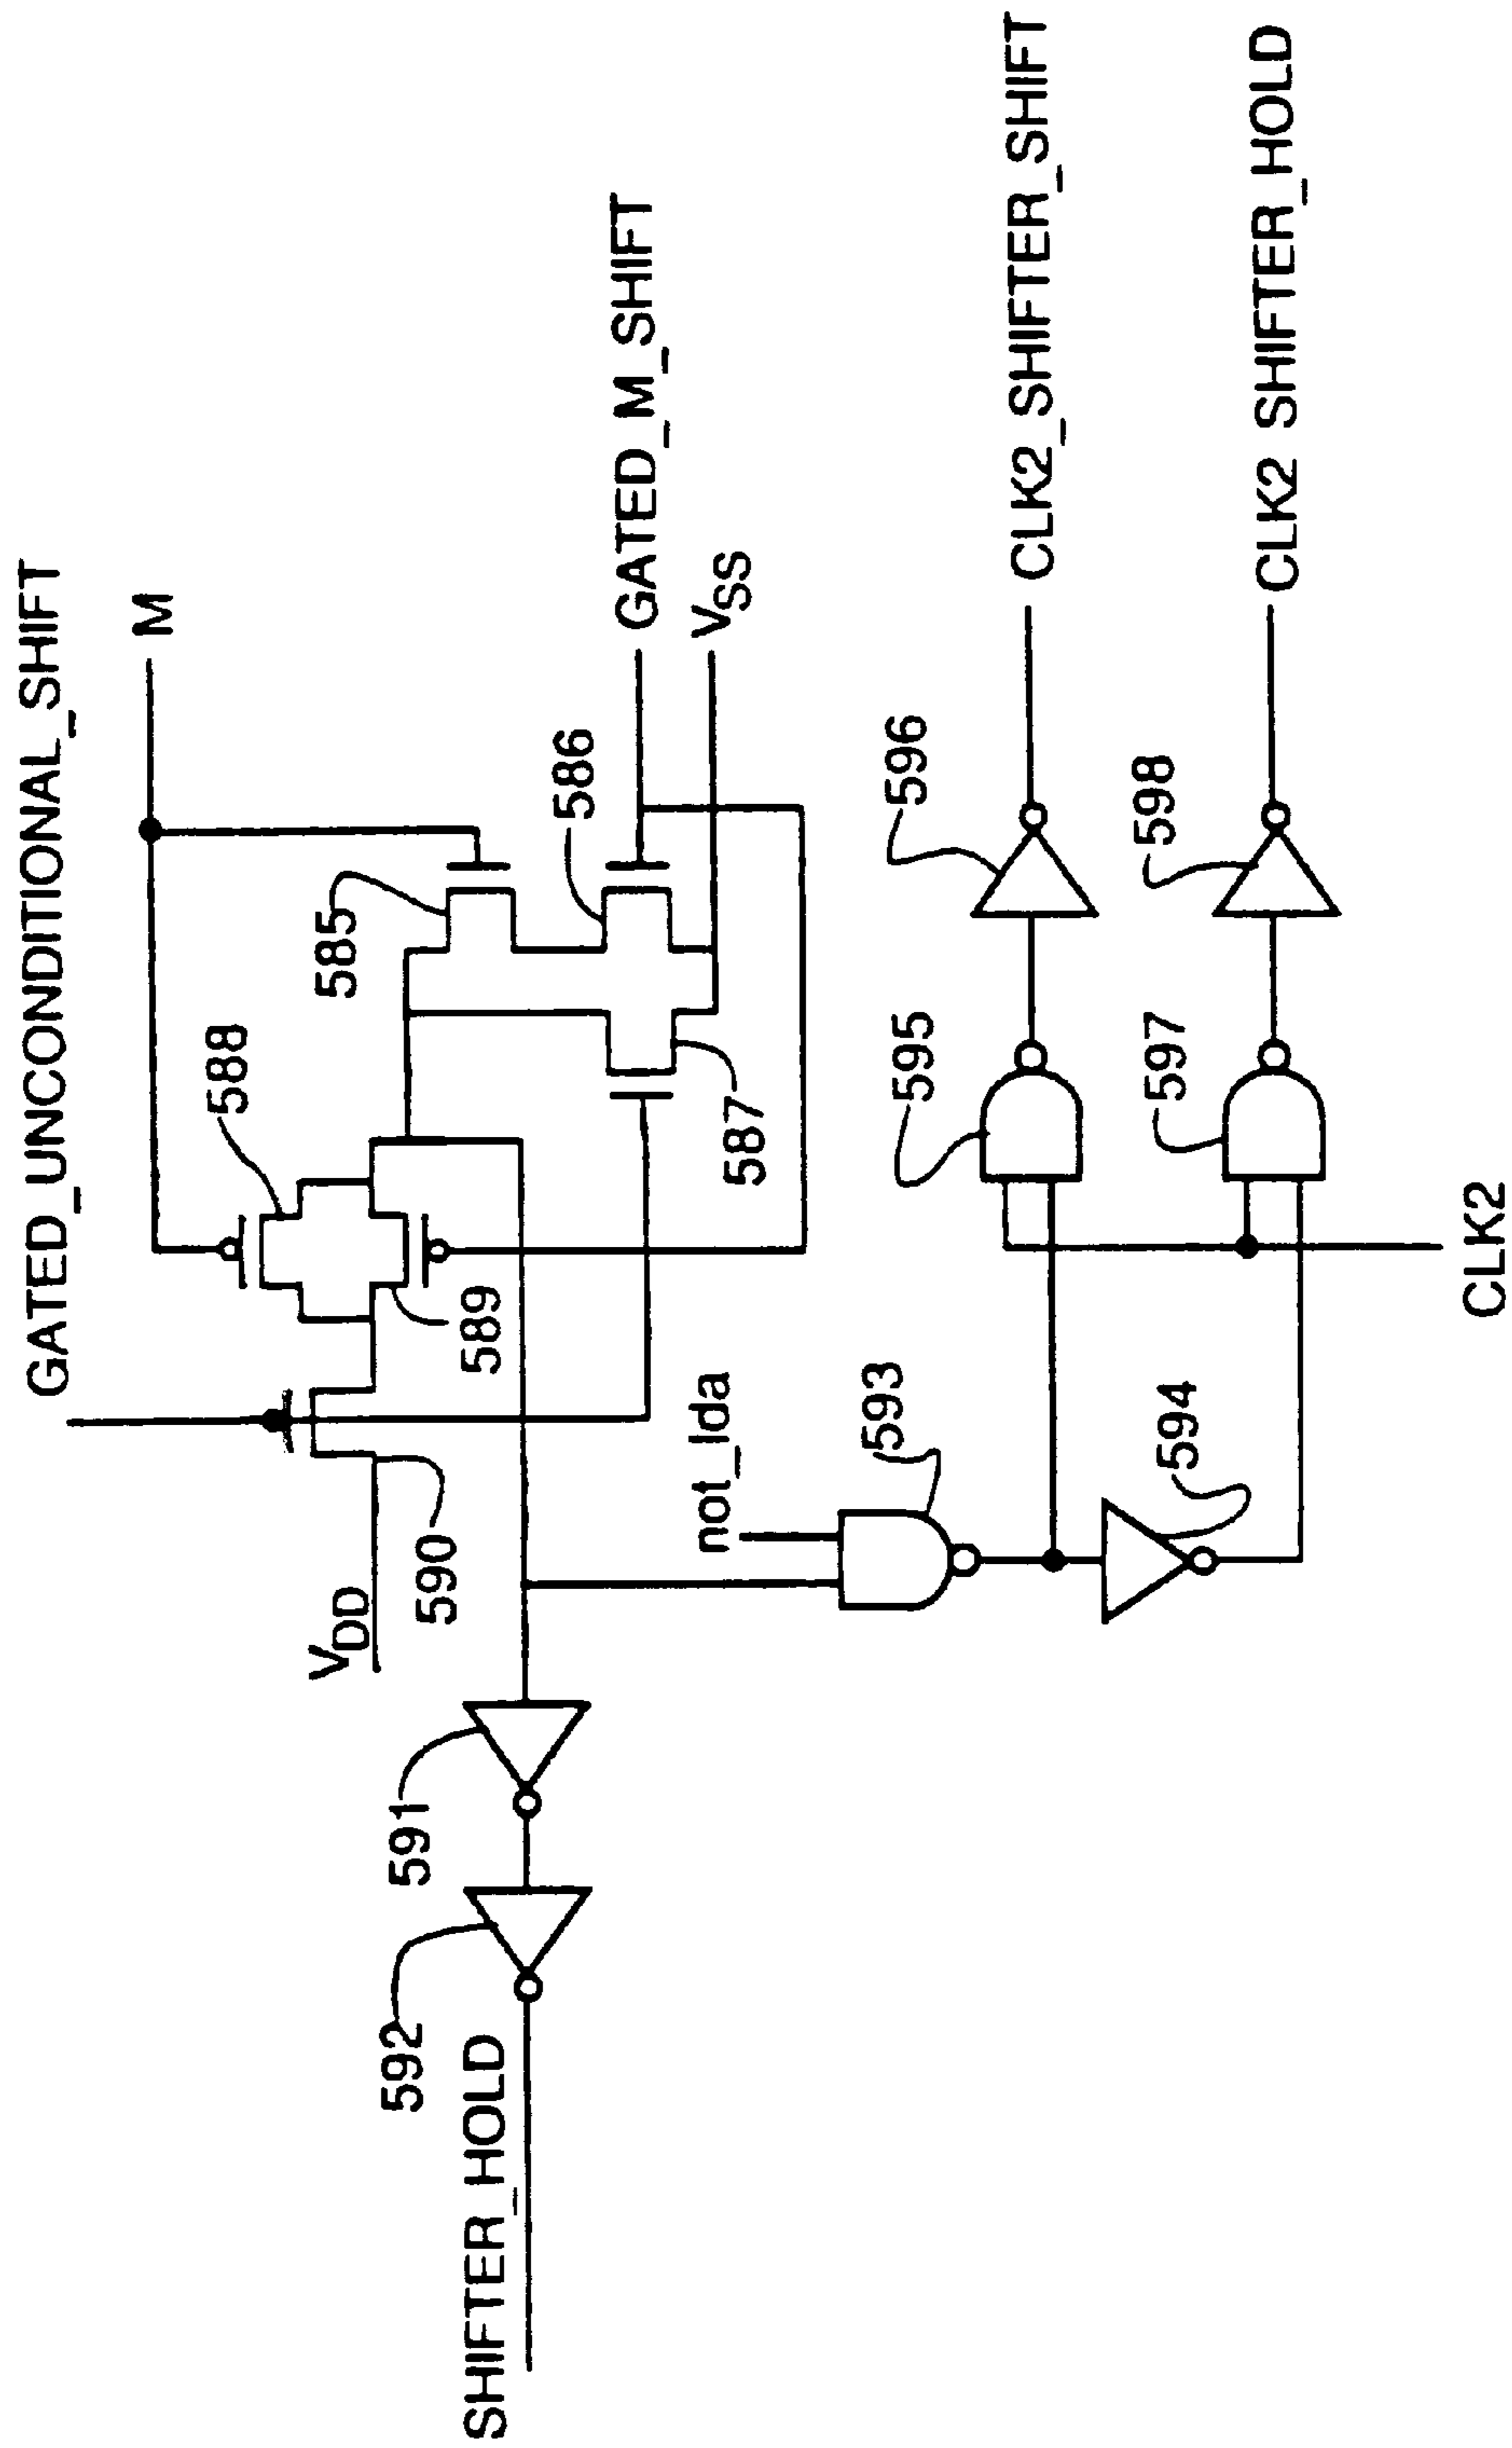 GATED_UNCONDITIONAL_SHIFT
M
588
585
589
586
GATED_M_SHIFT
VDD
590
587
VSS
591
592
SHIFTER_HOLD
not_lda
593
595
596
CLK2_SHIFTER_SHIFT
594
597
598
CLK2 SHIFTER_HOLD
CLK2